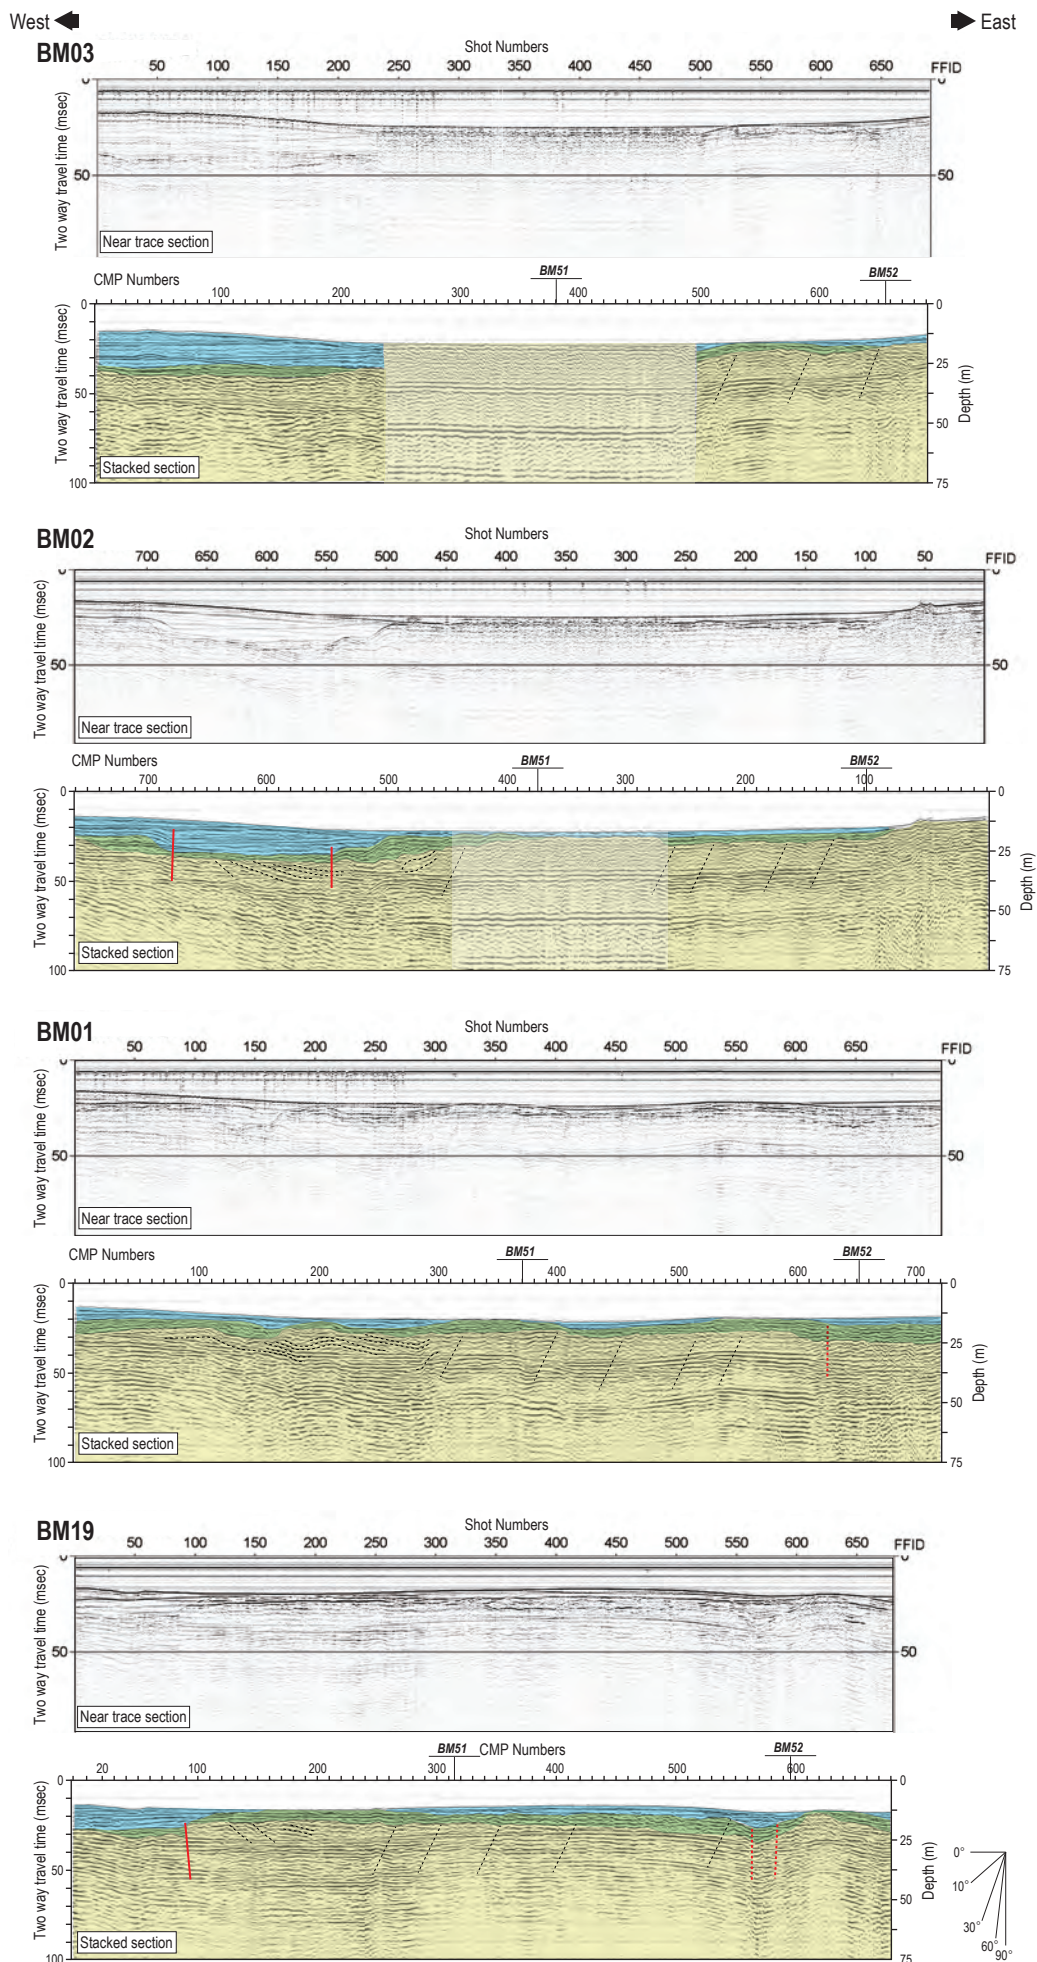 West East
BM03
Shot Numbers
50 100 150 200 250 300 350 400 450 500 550 600 650 FFID
0
50 50
Two way travel time (msec)
Near trace section
CMP Numbers BM51 BM52
100 200 300 400 500 600
0 0
25
50
50
100 75
Two way travel time (msec)
Depth (m)
Stacked section
BM02
Shot Numbers
700 650 600 550 500 450 400 350 300 250 200 150 100 50 FFID
0 0
50 50
Two way travel time (msec)
Near trace section
CMP Numbers BM51 BM52
700 600 500 400 300 200 100
0 0
25
50
50
100 75
Two way travel time (msec)
Depth (m)
Stacked section
BM01
Shot Numbers
50 100 150 200 250 300 350 400 450 500 550 600 650 FFID
0 0
50 50
Two way travel time (msec)
Near trace section
CMP Numbers BM51 BM52
100 200 300 400 500 600 700
0 0
25
50
50
100 75
Two way travel time (msec)
Depth (m)
Stacked section
BM19
Shot Numbers
50 100 150 200 250 300 350 400 450 500 550 600 650 FFID
0 0
50 50
Two way travel time (msec)
Near trace section
BM51 CMP Numbers BM52
20 100 200 300 400 500 600
0 0
25
50
50
100 75
Two way travel time (msec)
Depth (m)
Stacked section
0°
10°
30°
60°
90°